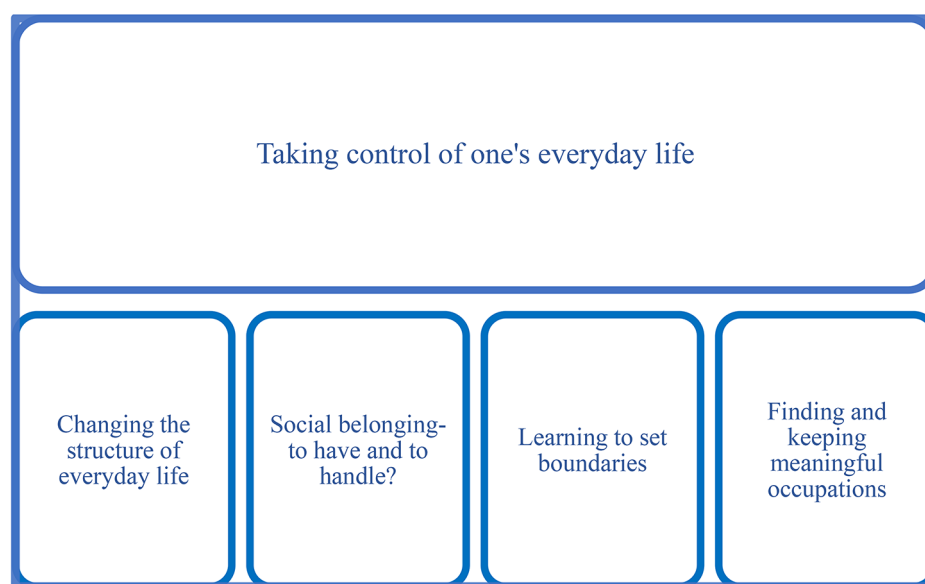 Taking control of one's everyday life
Changing the
structure of
everyday life
Social belonging-
to have and to
handle?
Learning to set
boundaries
Finding and
keeping
meaningful
occupations